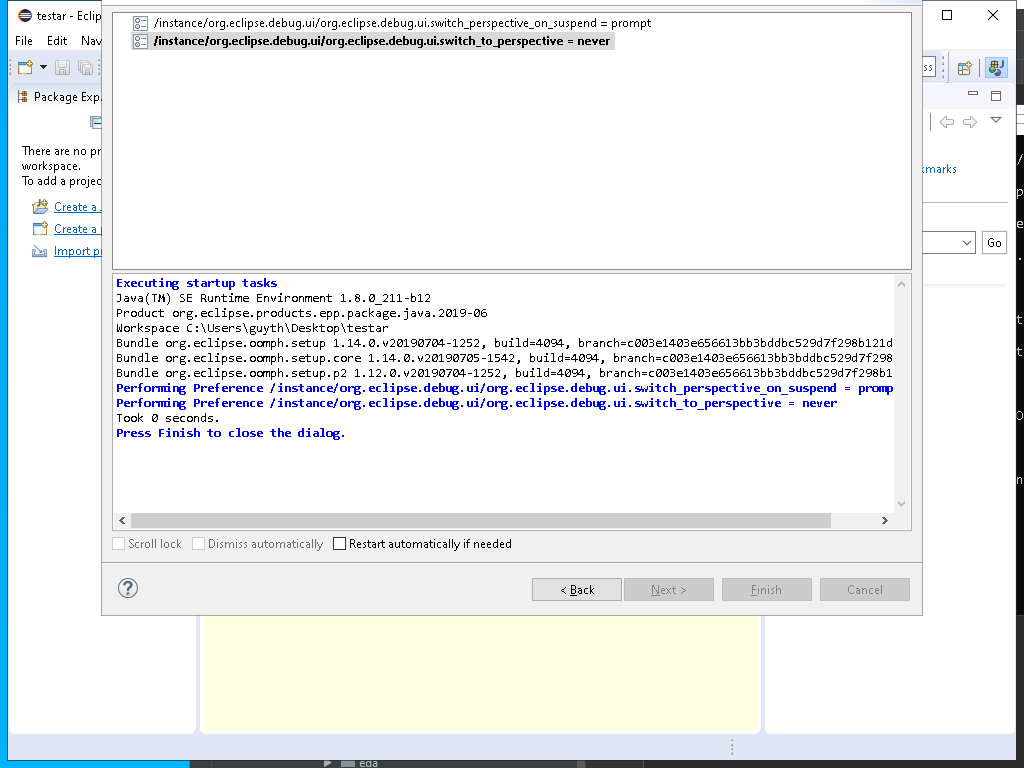 testar - Eclip
File Edit Nav
/instance/org.eclipse.debug.ui/org.eclipse.debug.ui.switch_perspective_on_suspend = prompt
/instance/org.eclipse.debug.ui/org.eclipse.debug.ui.switch_to_perspective = never
ss
Package Exp
There are no pr
workspace.
To add a projec
Create a
Create a
Import p
marks
Go
Executing startup tasks
Java(TM) SE Runtime Environment 1.8.0_211-b12
Product org.eclipse.products.epp.package.java.2019-06
Workspace C:\Users\guyth\Desktop\testar
Bundle org.eclipse.oomph.setup 1.14.0.v20190704-1252, build=4094, branch=c003e1403e656613bb3bddbc529d7f298b121d
Bundle org.eclipse.oomph.setup.core 1.14.0.v20190705-1542, build=4094, branch=c003e1403e656613bb3bddbc529d7f298
Bundle org.eclipse.oomph.setup.p2 1.12.0.v20190704-1252, build=4094, branch=c003e1403e656613bb3bddbc529d7f298b1
Performing Preference /instance/org.eclipse.debug.ui/org.eclipse.debug.ui.switch_perspective_on_suspend = promp
Performing Preference /instance/org.eclipse.debug.ui/org.eclipse.debug.ui.switch_to_perspective = never
Took 0 seconds.
Press Finish to close the dialog.
Scroll lock Dismiss automatically Restart automatically if needed
< Back Next > Finish Cancel
eda